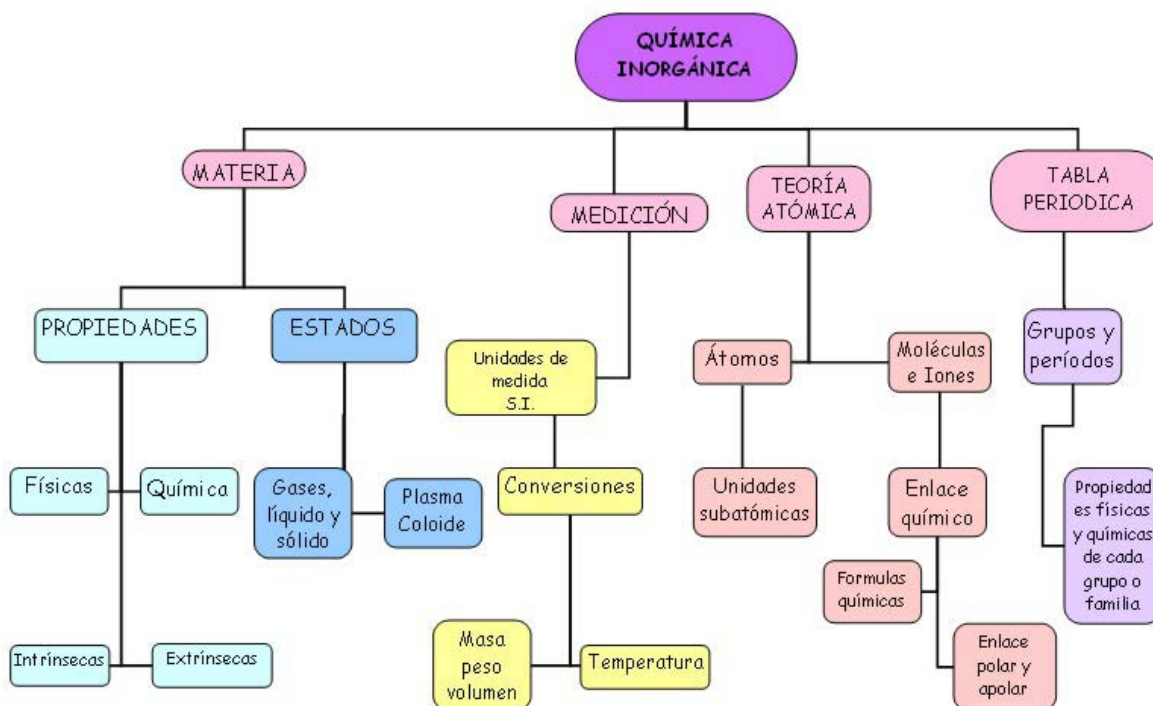 QUÍMICA
INORGÁNICA
MATERIA
MEDICIÓN
TEORÍA
ATÓMICA
TABLA
PERIODICA
PROPIEDADES
ESTADOS
Unidades de
medida
S.I.
Átomos
Moléculas
e Iones
Grupos y
períodos
Físicas
Química
Gases,
líquido y
sólido
Plasma
Coloide
Conversiones
Unidades
subatómicas
Enlace
químico
Propiedad
es físicas
y químicas
de cada
grupo o
familia
Formulas
químicas
Intrínsecas
Extrínsecas
Masa
peso
volumen
Temperatura
Enlace
polar y
apolar